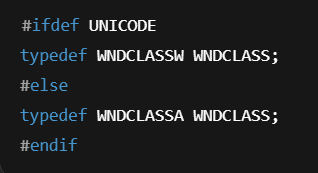 #ifdef UNICODE
typedef WNDCLASSW WNDCLASS;
#else
typedef WNDCLASSA WNDCLASS;
#endif